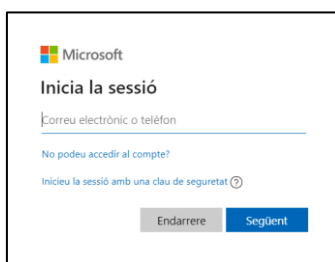 Microsoft
Inicia la sessió
Correu electrònic o telèfon
No podeu accedir al compte?
Inicieu la sessió amb una clau de seguretat
Endarrere Següent